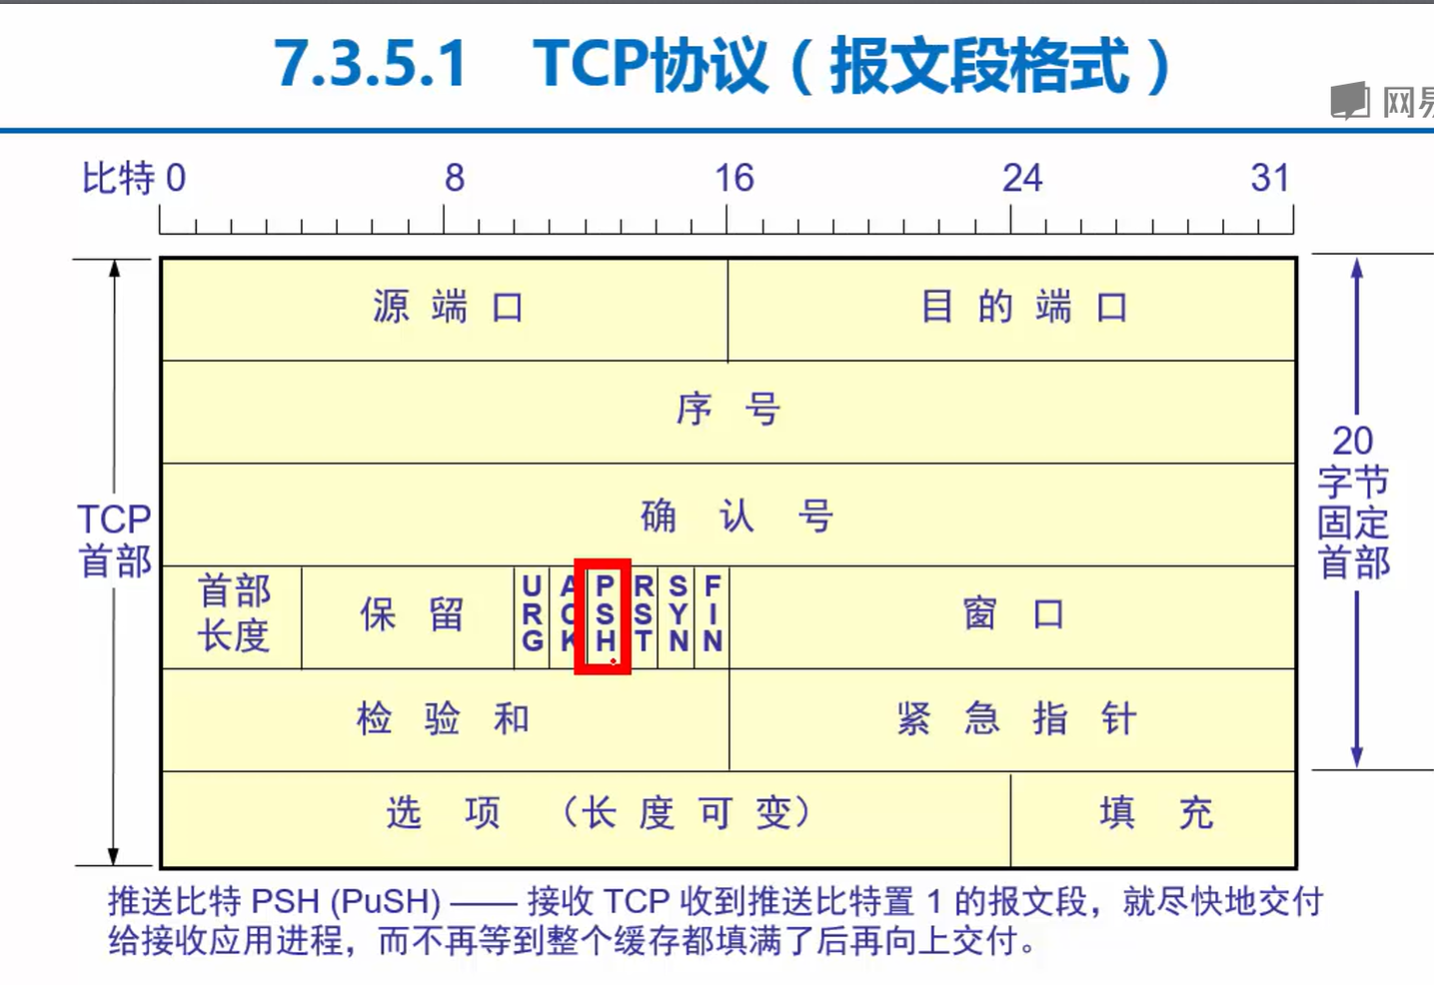 7.3.5.1 TCP协议（报文段格式）
网易
比特 0 8 16 24 31
源端口 目的端口
序号
确认号
TCP首部
20字节固定首部
首部长度 保留 URG ACK PSH RST SYN FIN 窗口
检验和 紧急指针
选项（长度可变） 填充
推送比特 PSH (PuSH) —— 接收 TCP 收到推送比特置 1 的报文段，就尽快地交付
给接收应用进程，而不再等到整个缓存都填满了后再向上交付。